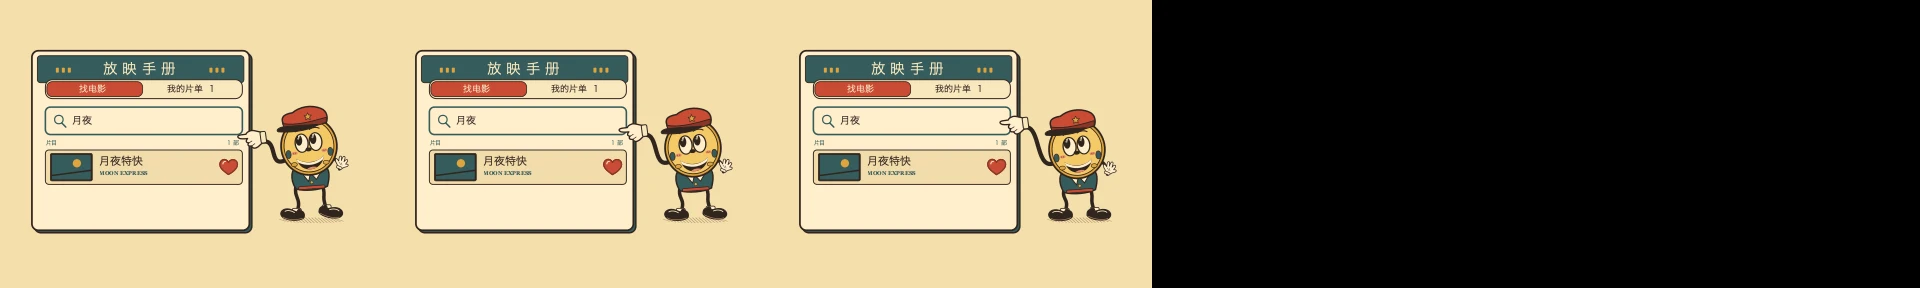 放映手册
找电影 我的片单 1
月夜
片目 1 部
月夜特快
MOON EXPRESS
放映手册
找电影 我的片单 1
月夜
片目 1 部
月夜特快
MOON EXPRESS
放映手册
找电影 我的片单 1
月夜
片目 1 部
月夜特快
MOON EXPRESS